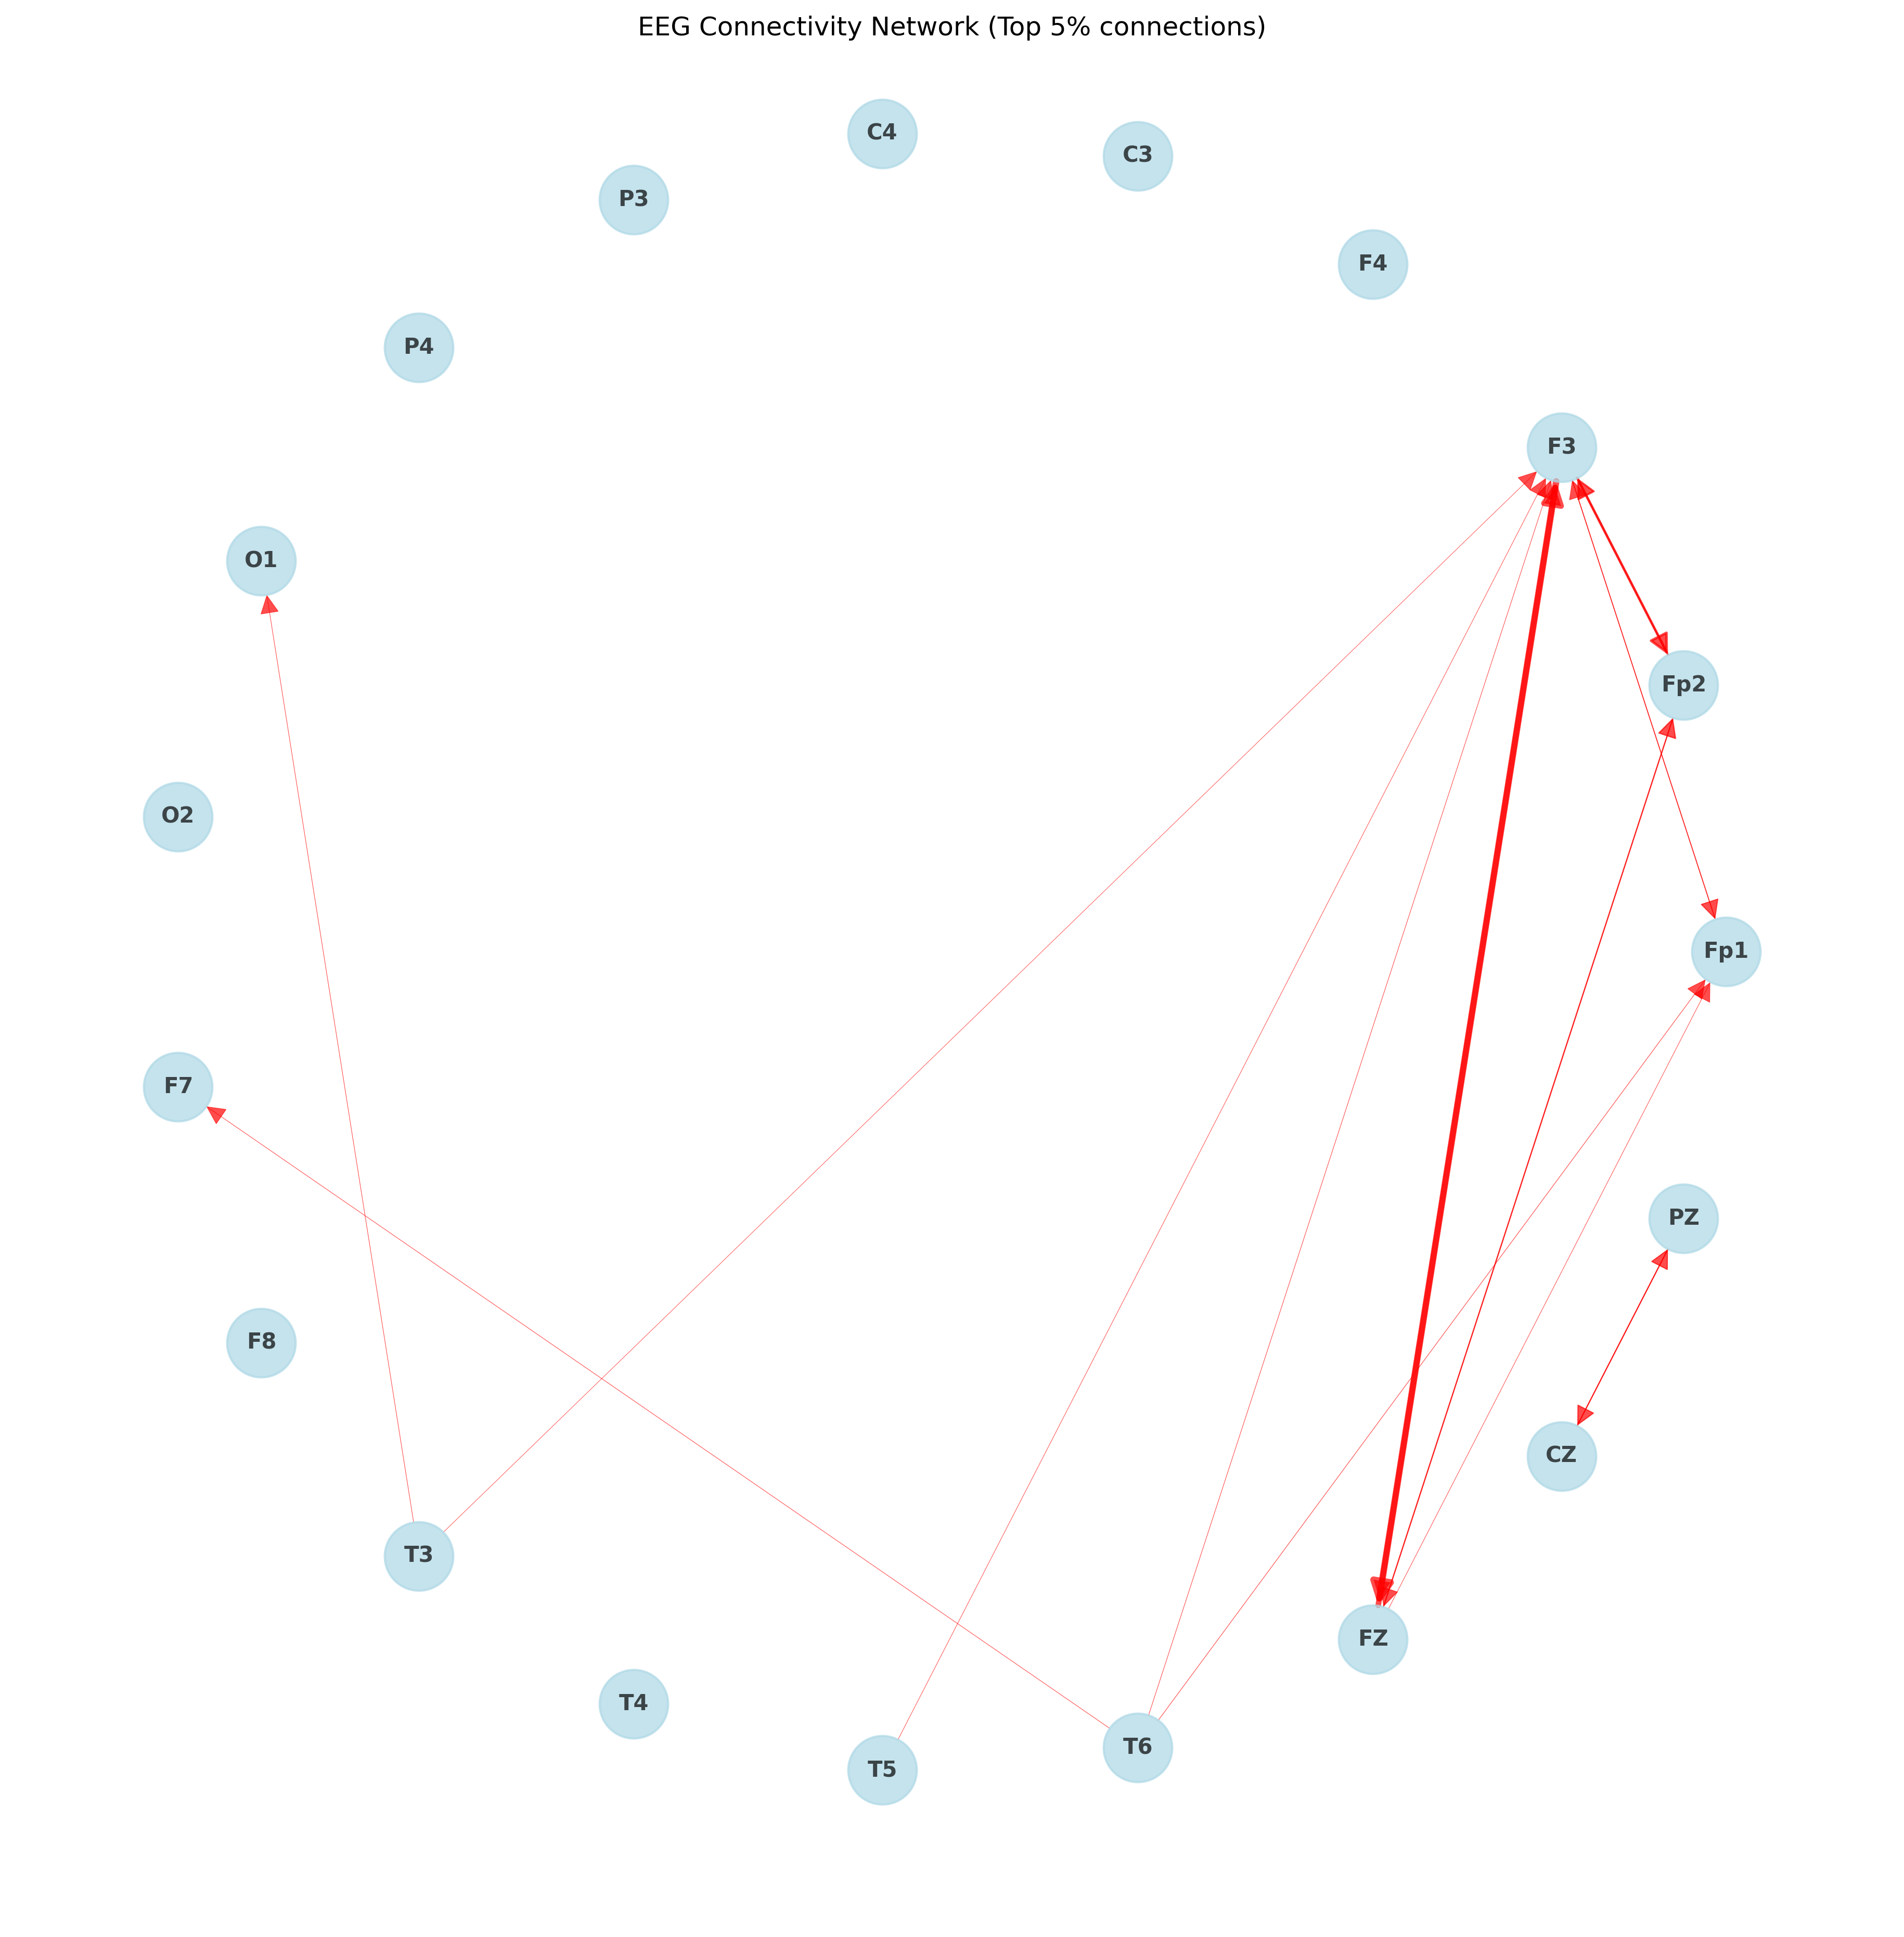 EEG Connectivity Network (Top 5% connections)
C4
C3
P3
F4
P4
F3
O1
Fp2
O2
Fp1
F7
PZ
F8
CZ
T3
FZ
T4
T6
T5